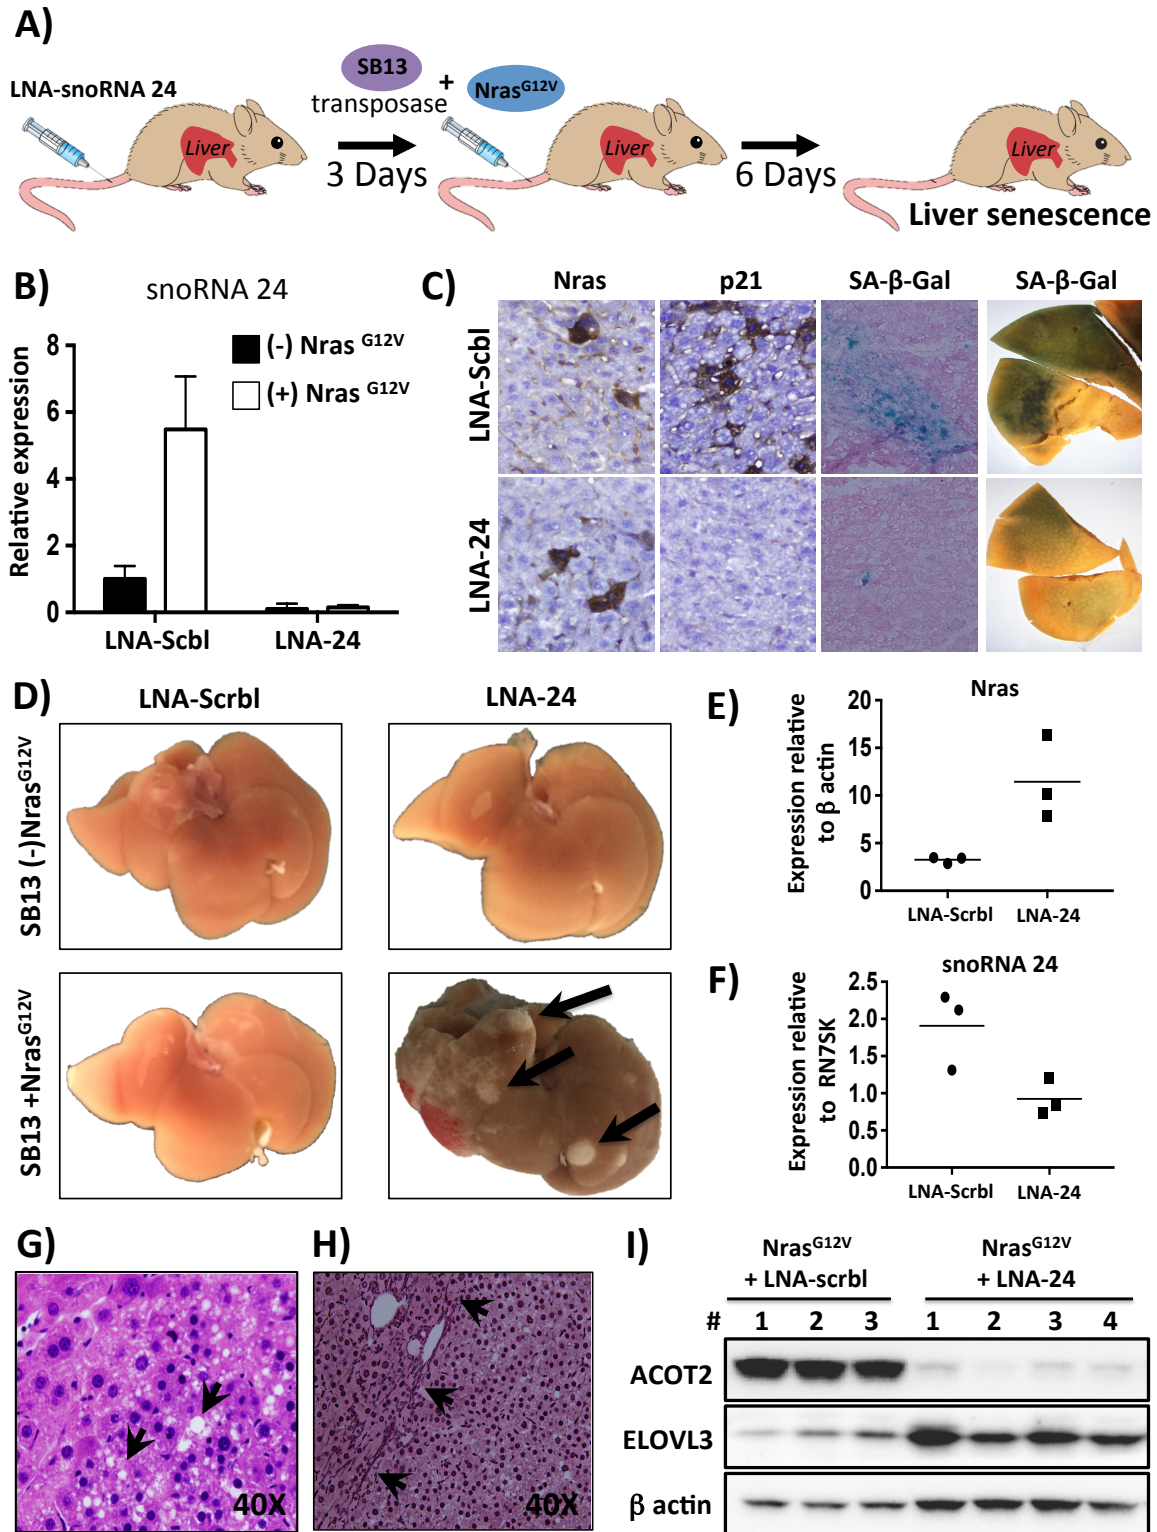 A)
LNA-snoRNA 24
SB13
transposase
+
Nras^G12V
Liver
3 Days
Liver
6 Days
Liver
Liver senescence
B)
snoRNA 24
(-) Nras G12V
(+) Nras G12V
Relative expression
8
6
4
2
0
LNA-Scbl
LNA-24
C)
Nras
p21
SA-β-Gal
SA-β-Gal
LNA-Scbl
LNA-24
D)
LNA-Scrbl
LNA-24
SB13 (-)Nras^G12V
SB13 +Nras^G12V
E)
Nras
Expression relative
to β actin
20
15
10
5
0
LNA-Scrbl
LNA-24
F)
snoRNA 24
Expression relative
to RN7SK
2.5
2.0
1.5
1.0
0.5
0.0
LNA-Scrbl
LNA-24
G)
40X
H)
40X
I)
Nras^G12V
+ LNA-scrbl
Nras^G12V
+ LNA-24
# 1 2 3 1 2 3 4
ACOT2
ELOVL3
β actin